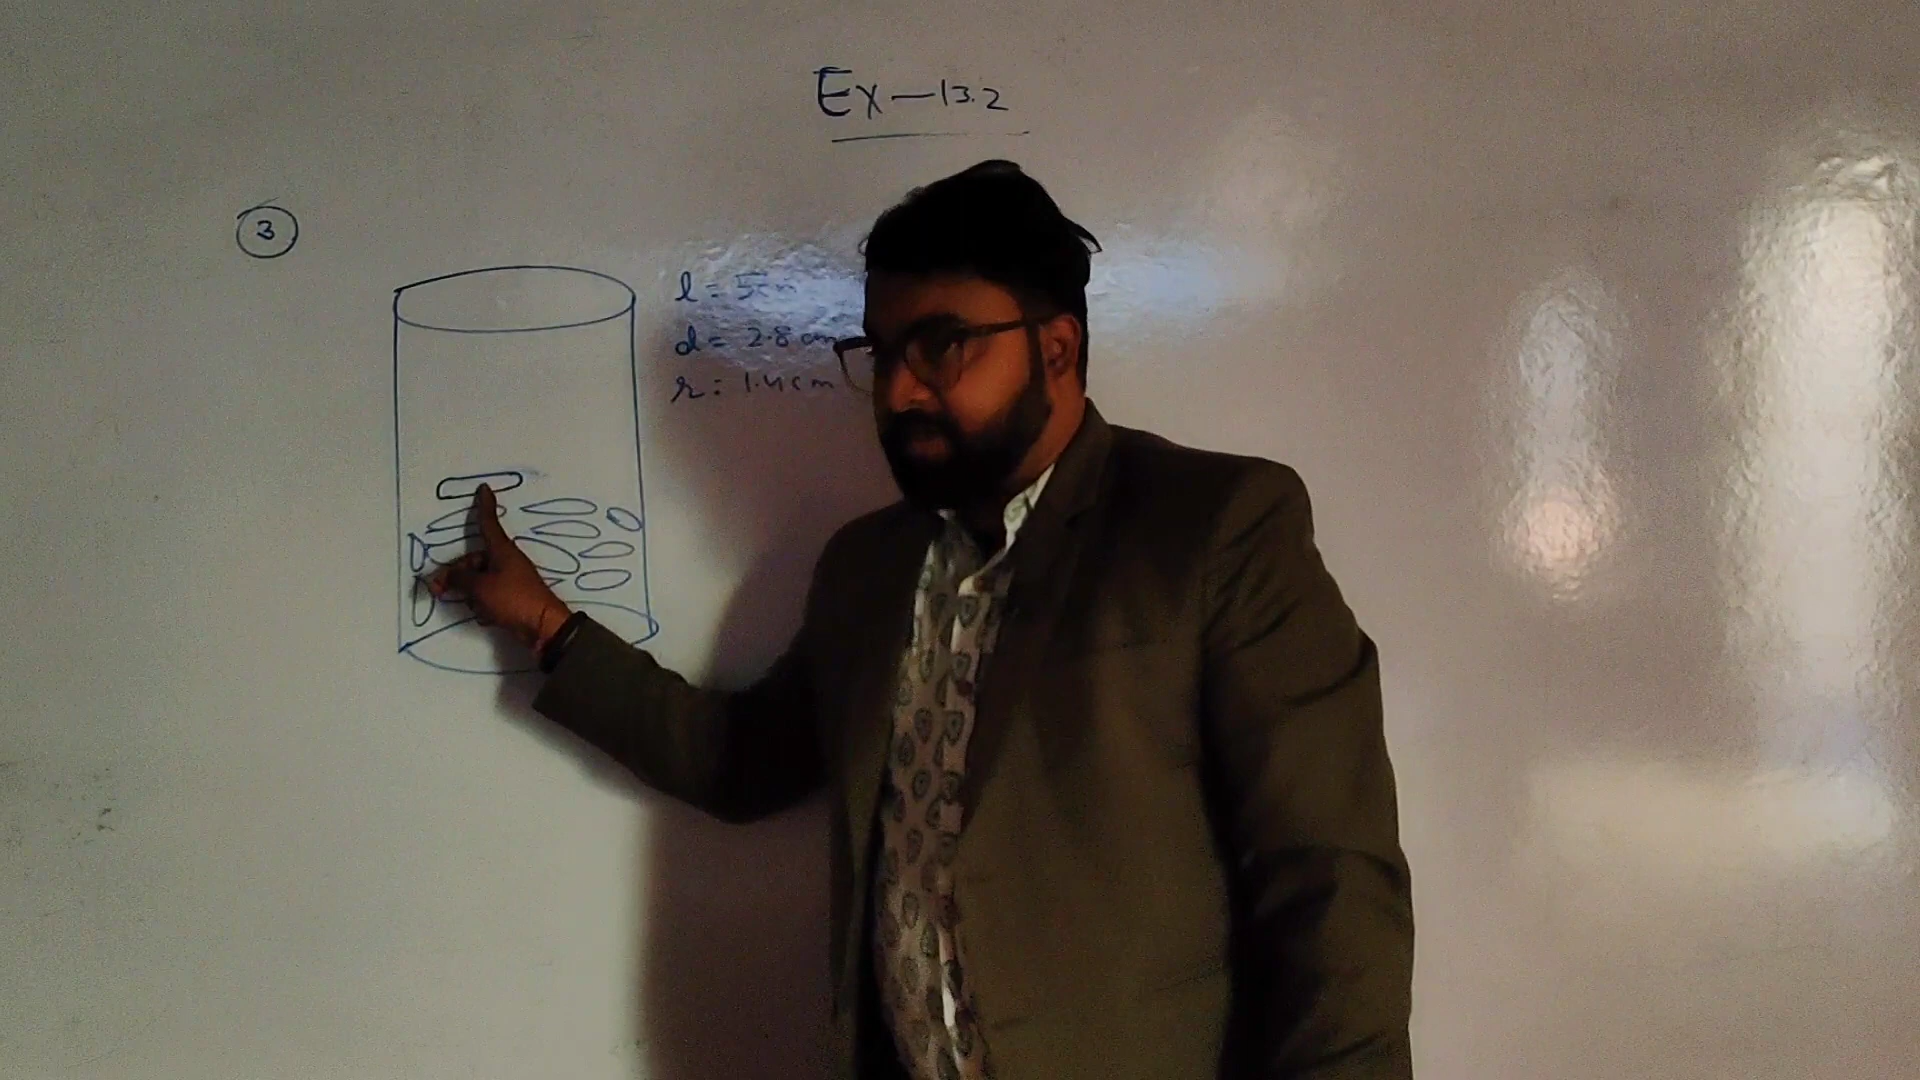 Ex - 13.2
3
l = 5cm
d = 2.8 cm
r = 1.4 cm